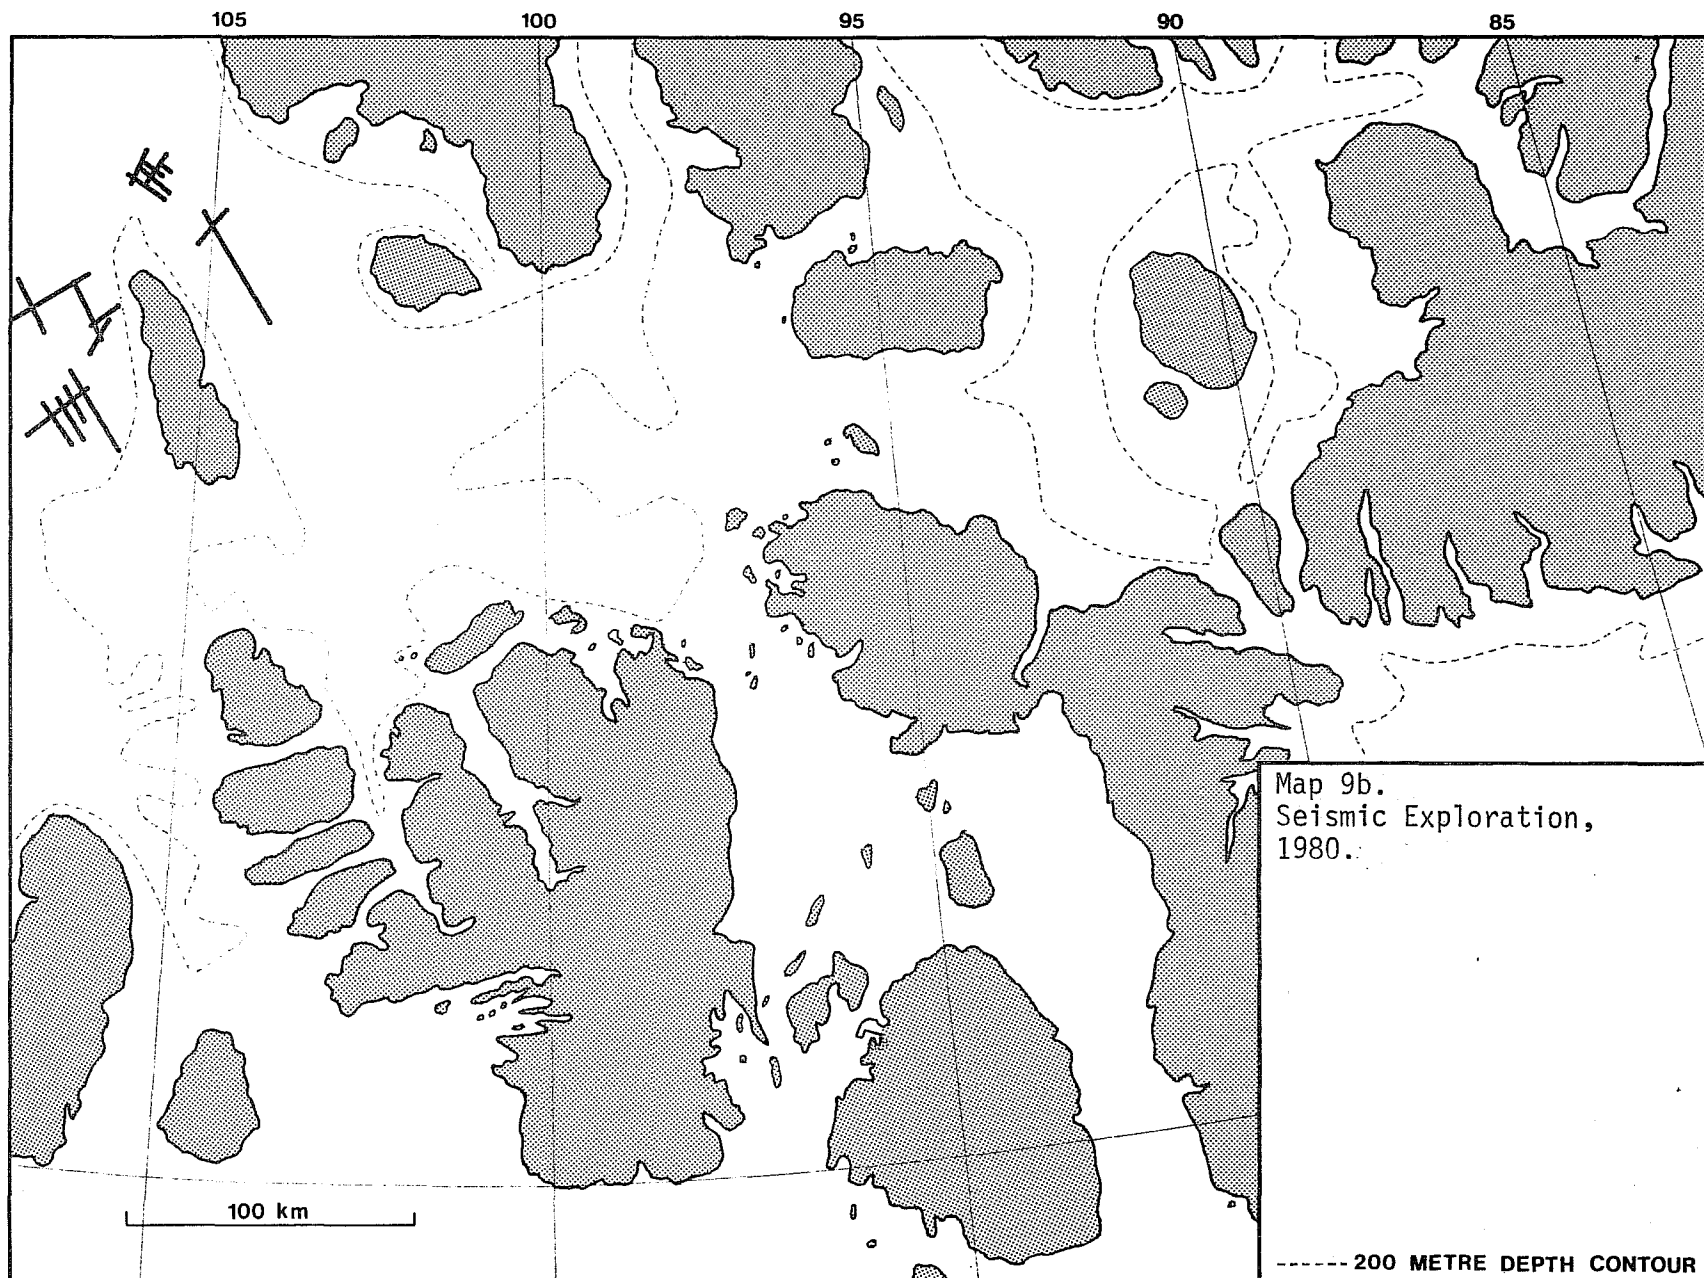 105 100 95 90 85
Map 9b.
Seismic Exploration,
1980.
100 km
------ 200 METRE DEPTH CONTOUR